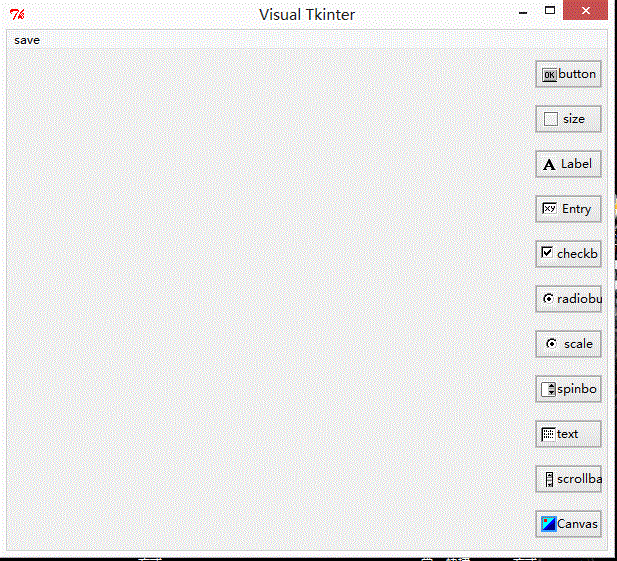 Visual Tkinter
save
button
size
Label
Entry
checkb
radiobu
scale
spinbo
text
scrollba
Canvas